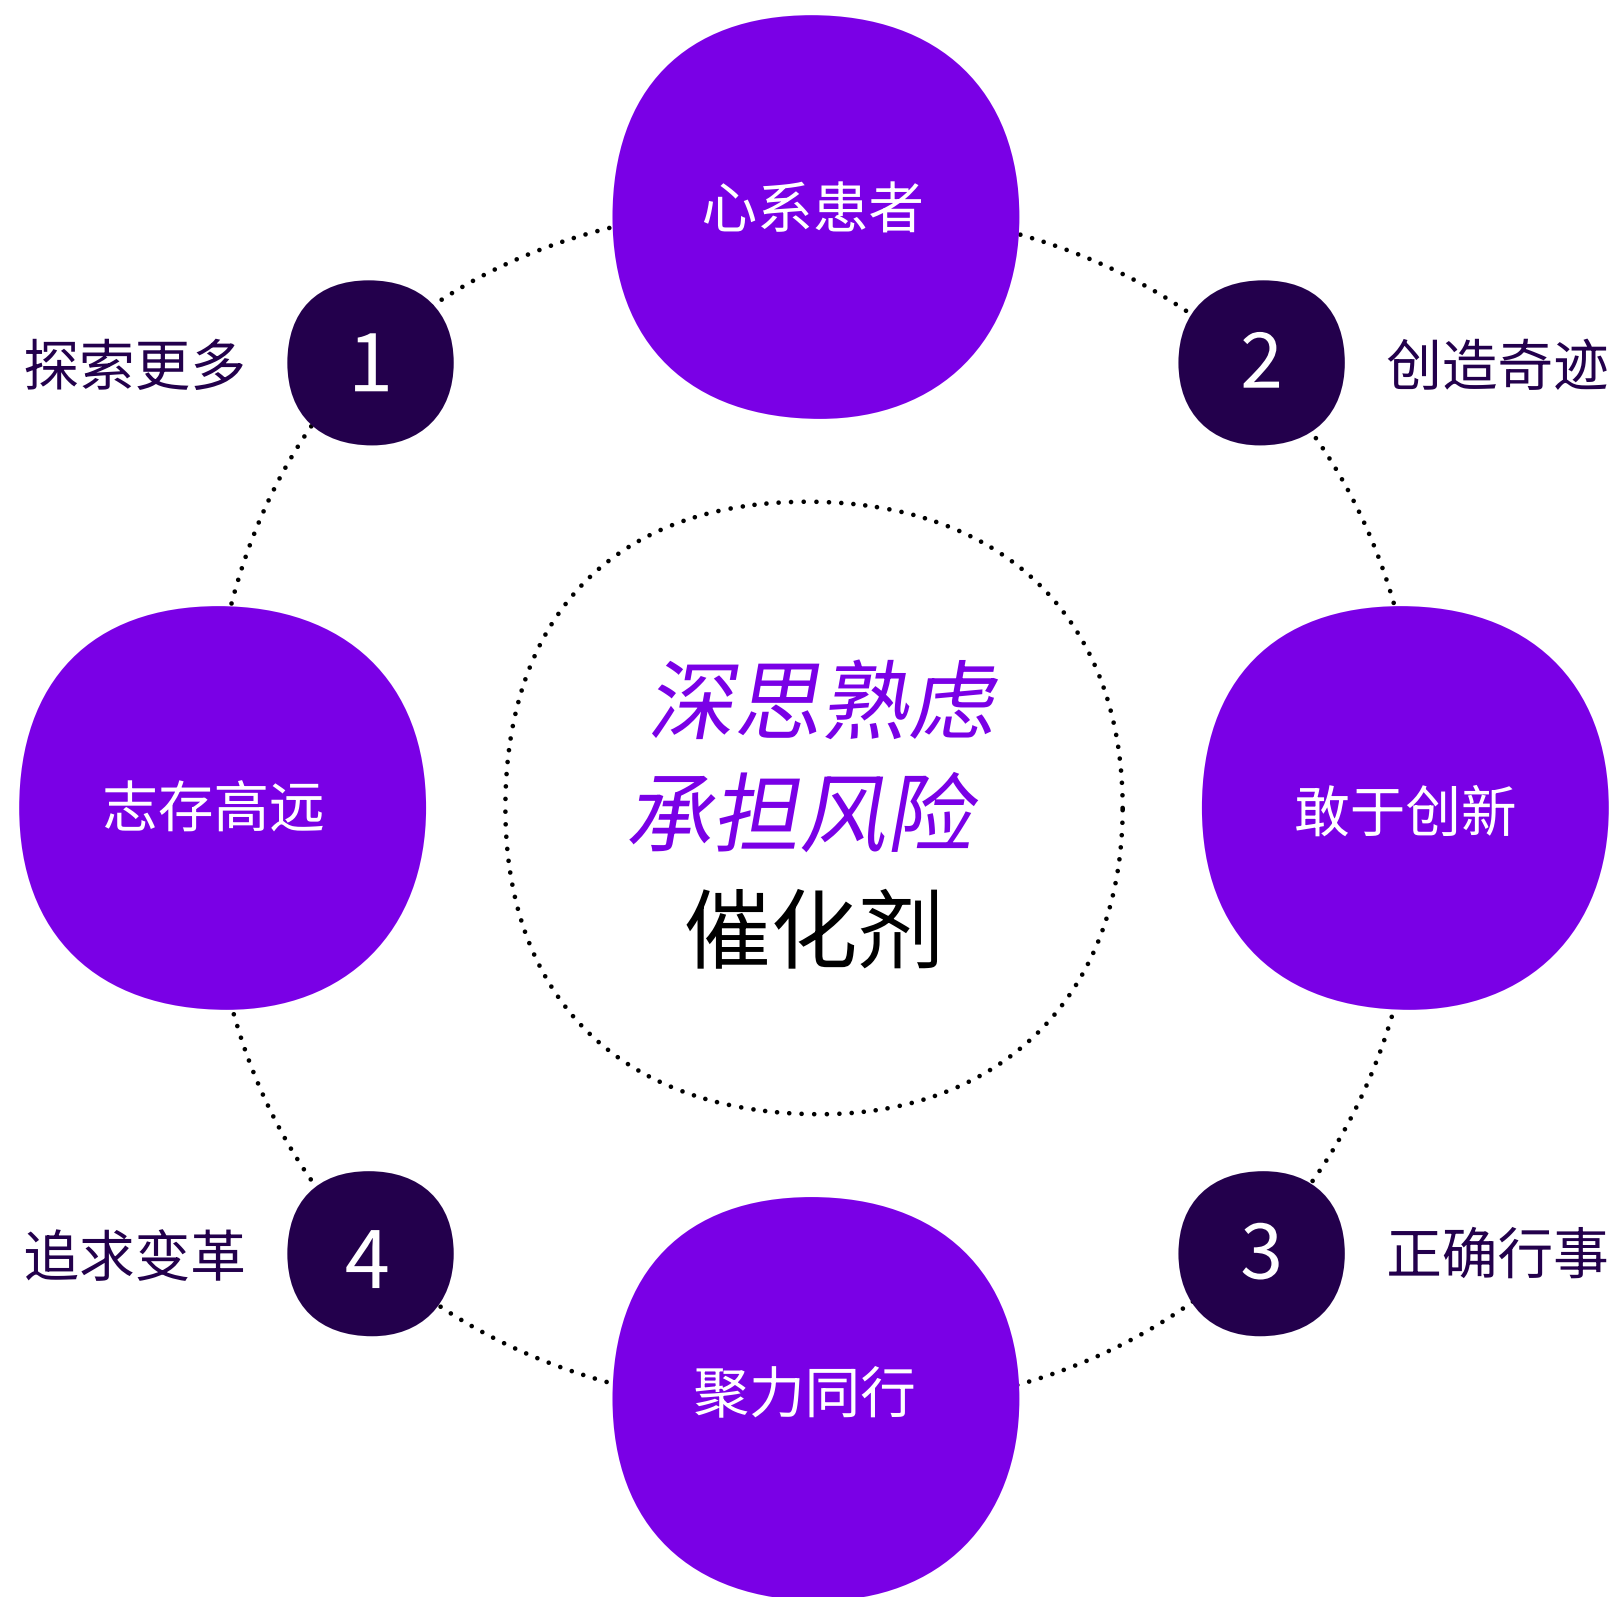 心系患者
探索更多
1
2
创造奇迹
深思熟虑
承担风险
催化剂
志存高远
敢于创新
追求变革
4
3
正确行事
聚力同行